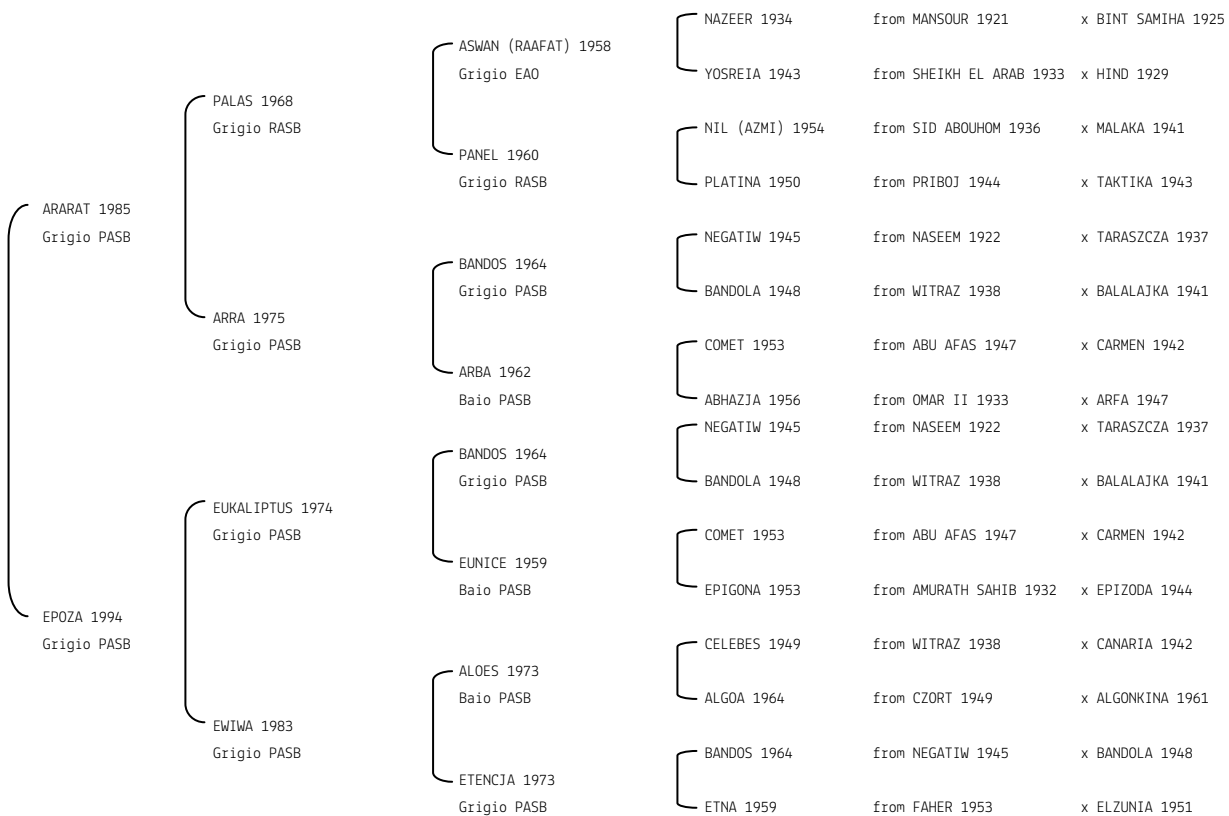 NAZEER 1934 from MANSOUR 1921 x BINT SAMIHA 1925
ASWAN (RAAFAT) 1958
Grigio EAO YOSREIA 1943 from SHEIKH EL ARAB 1933 x HIND 1929
PALAS 1968
Grigio RASB NIL (AZMI) 1954 from SID ABOUHOM 1936 x MALAKA 1941
PANEL 1960
Grigio RASB PLATINA 1950 from PRIBOJ 1944 x TAKTIKA 1943
ARARAT 1985
Grigio PASB NEGATIW 1945 from NASEEM 1922 x TARASZCZA 1937
BANDOS 1964
Grigio PASB BANDOLA 1948 from WITRAZ 1938 x BALALAJKA 1941
ARRA 1975
Grigio PASB COMET 1953 from ABU AFAS 1947 x CARMEN 1942
ARBA 1962
Baio PASB ABHAZJA 1956 from OMAR II 1933 x ARFA 1947
NEGATIW 1945 from NASEEM 1922 x TARASZCZA 1937
BANDOS 1964
Grigio PASB BANDOLA 1948 from WITRAZ 1938 x BALALAJKA 1941
EUKALIPTUS 1974
Grigio PASB COMET 1953 from ABU AFAS 1947 x CARMEN 1942
EUNICE 1959
Baio PASB EPIGONA 1953 from AMURATH SAHIB 1932 x EPIZODA 1944
EPOZA 1994
Grigio PASB CELEBES 1949 from WITRAZ 1938 x CANARIA 1942
ALOES 1973
Baio PASB ALGOA 1964 from CZORT 1949 x ALGONKINA 1961
EWIWA 1983
Grigio PASB BANDOS 1964 from NEGATIW 1945 x BANDOLA 1948
ETENCJA 1973
Grigio PASB ETNA 1959 from FAHER 1953 x ELZUNIA 1951